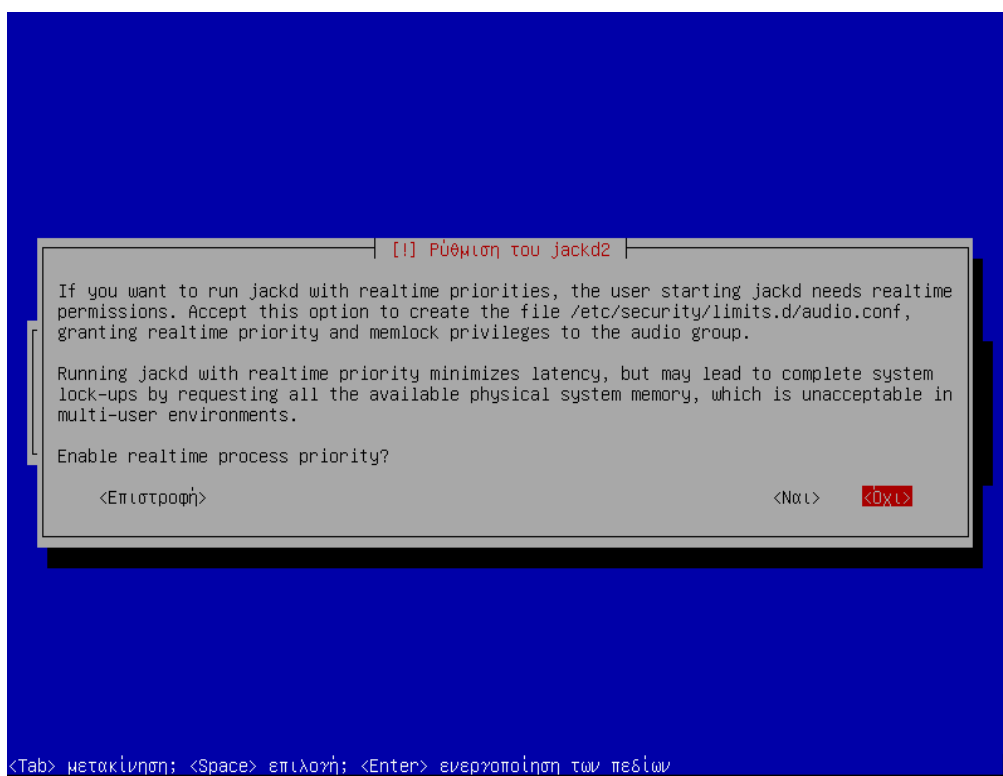 [!] Ρύθμιση του jackd2
If you want to run jackd with realtime priorities, the user starting jackd needs realtime
permissions. Accept this option to create the file /etc/security/limits.d/audio.conf,
granting realtime priority and memlock privileges to the audio group.
Running jackd with realtime priority minimizes latency, but may lead to complete system
lock-ups by requesting all the available physical system memory, which is unacceptable in
multi-user environments.
Enable realtime process priority?
<Επιστροφή> <Ναι> <Όχι>
<Tab> μετακίνηση; <Space> επιλογή; <Enter> ενεργοποίηση των πεδίων